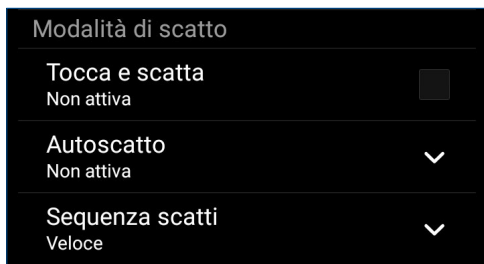 Modalità di scatto
Tocca e scatta
Non attiva
Autoscatto
Non attiva
Sequenza scatti
Veloce